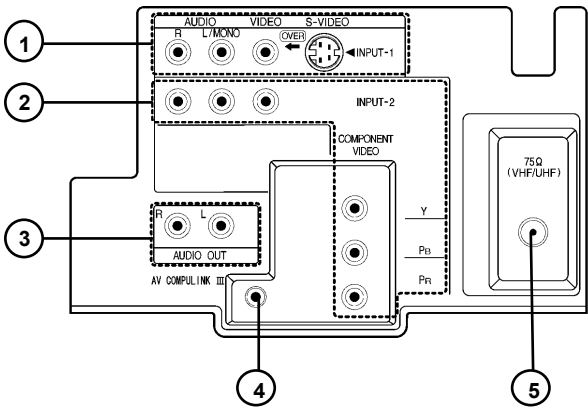 AUDIO VIDEO S-VIDEO
R L/MONO OVER
1
INPUT-1
2
INPUT-2
COMPONENT
VIDEO
75Ω
(VHF/UHF)
R L
Y
3
AUDIO OUT
PB
AV COMPULINK III
PR
4
5